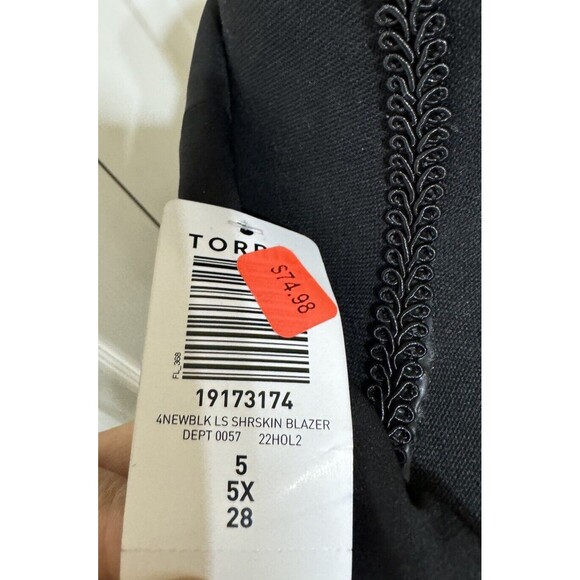 TORR
$74.98
FL_368
19173174
4NEWBLK LS SHRSKIN BLAZER
DEPT 0057 22HOL2
5
5X
28